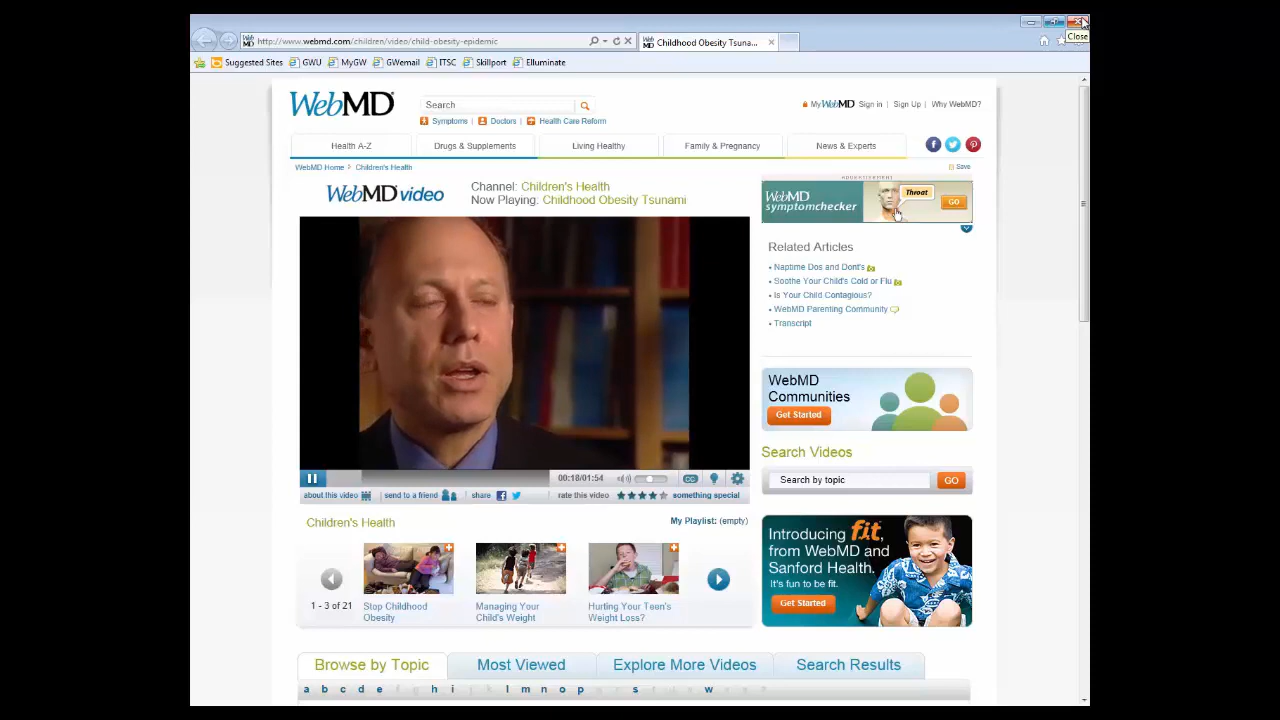 http://www.webmd.com/children/video/child-obesity-epidemic
Childhood Obesity Tsuna...
Close
Suggested Sites
GWU
MyGW
GWemail
ITSC
Skillport
Elluminate
WebMD
Search
My WebMD Sign in | Sign Up | Why WebMD?
Symptoms | Doctors | Health Care Reform
Health A-Z
Drugs & Supplements
Living Healthy
Family & Pregnancy
News & Experts
WebMD Home > Children's Health
Save
ADVERTISEMENT
WebMD video
Channel: Children's Health
Now Playing: Childhood Obesity Tsunami
WebMD
symptomchecker
Throat
GO
Related Articles
Naptime Dos and Dont's
Soothe Your Child's Cold or Flu
Is Your Child Contagious?
WebMD Parenting Community
Transcript
WebMD
Communities
Get Started
Search Videos
Search by topic
GO
00:18/01:54
CC
about this video
send to a friend
share
rate this video
something special
Children's Health
My Playlist: (empty)
1 - 3 of 21
Stop Childhood
Obesity
Managing Your
Child's Weight
Hurting Your Teen's
Weight Loss?
Introducing fit,
from WebMD and
Sanford Health.
It's fun to be fit.
Get Started
Browse by Topic
Most Viewed
Explore More Videos
Search Results
a b c d e f g h i j k l m n o p q r s t u v w x y z